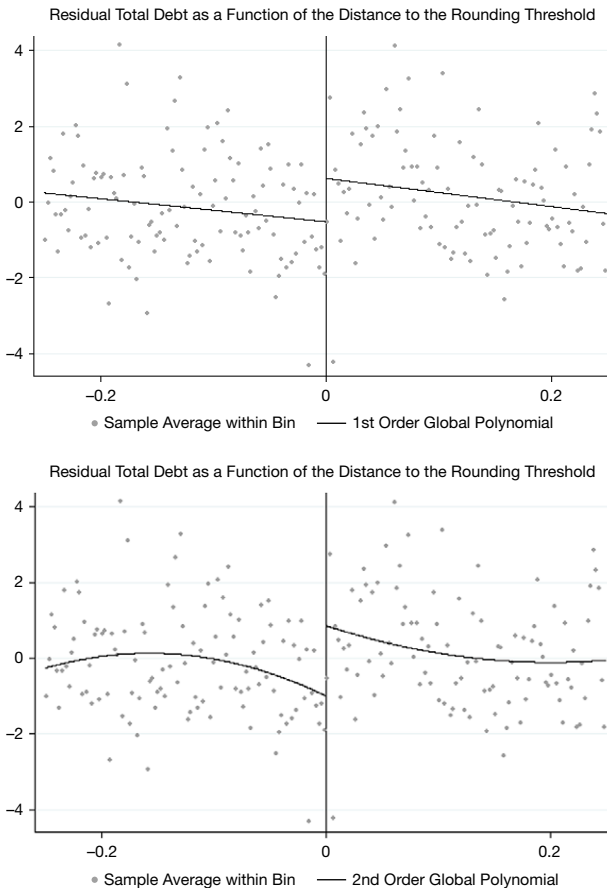 Residual Total Debt as a Function of the Distance to the Rounding Threshold
4
2
0
−2
−4
−0.2 0 0.2
Sample Average within Bin 1st Order Global Polynomial
Residual Total Debt as a Function of the Distance to the Rounding Threshold
4
2
0
−2
−4
−0.2 0 0.2
Sample Average within Bin 2nd Order Global Polynomial